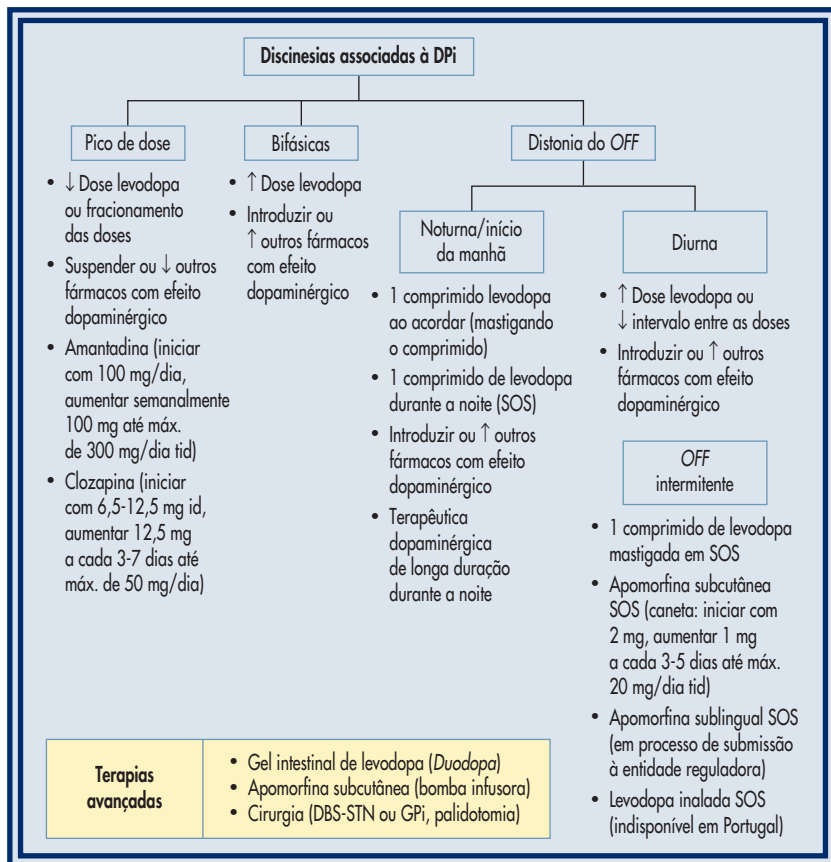 Discinesias associadas à DPi
Pico de dose
• ↓ Dose levodopa
ou fracionamento
das doses
• Suspender ou ↓ outros
fármacos com efeito
dopaminérgico
• Amantadina (iniciar
com 100 mg/dia,
aumentar semanalmente
100 mg até máx.
de 300 mg/dia tid)
• Clozapina (iniciar
com 6,5-12,5 mg id,
aumentar 12,5 mg
a cada 3-7 dias até
máx. de 50 mg/dia)
Bifásicas
• ↑ Dose levodopa
• Introduzir ou
↑ outros fármacos
com efeito
dopaminérgico
Distonia do OFF
Noturna/início
da manhã
• 1 comprimido levodopa
ao acordar (mastigando
o comprimido)
• 1 comprimido de levodopa
durante a noite (SOS)
• Introduzir ou ↑ outros
fármacos com efeito
dopaminérgico
• Terapêutica
dopaminérgica
de longa duração
durante a noite
Diurna
• ↑ Dose levodopa ou
↓ intervalo entre as doses
• Introduzir ou ↑ outros
fármacos com efeito
dopaminérgico
OFF
intermitente
• 1 comprimido de levodopa
mastigada em SOS
• Apomorfina subcutânea
SOS (caneta: iniciar com
2 mg, aumentar 1 mg
a cada 3-5 dias até máx.
20 mg/dia tid)
• Apomorfina sublingual SOS
(em processo de submissão
à entidade reguladora)
• Levodopa inalada SOS
(indisponível em Portugal)
Terapias
avançadas
• Gel intestinal de levodopa (Duodopa)
• Apomorfina subcutânea (bomba infusora)
• Cirurgia (DBS-STN ou GPi, palidotomia)